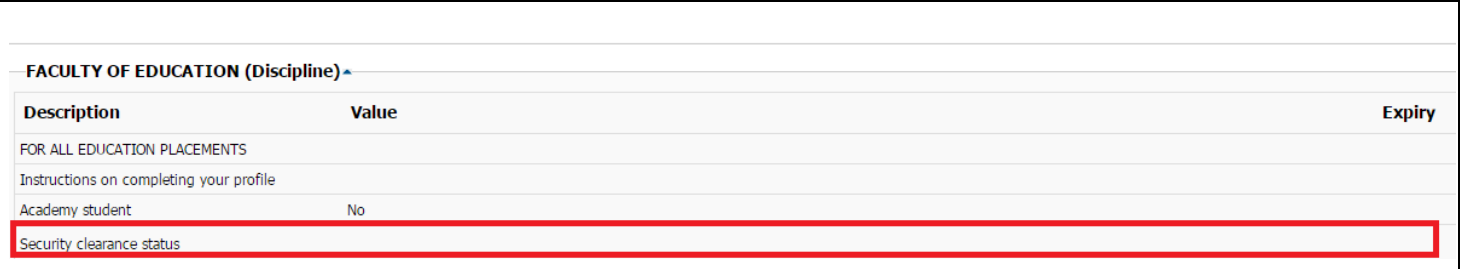 FACULTY OF EDUCATION (Discipline)
Description Value Expiry
FOR ALL EDUCATION PLACEMENTS
Instructions on completing your profile
Academy student No
Security clearance status